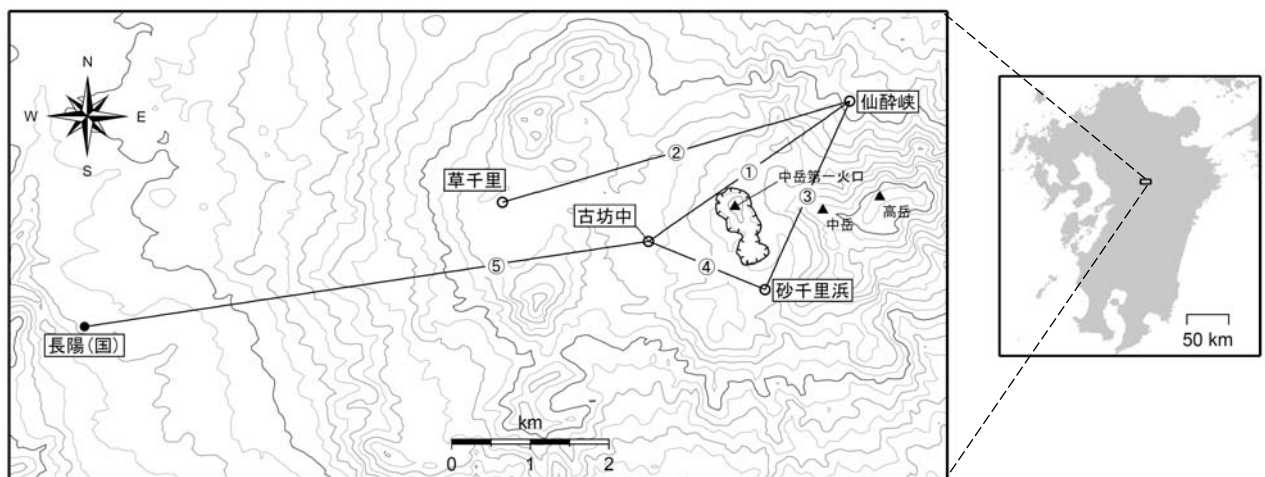 N
W
E
S
仙酔峡
②
草千里
①
中岳第一火口
③
高岳
中岳
古坊中
⑤
④
砂千里浜
長陽(国)
km
0
1
2
50 km